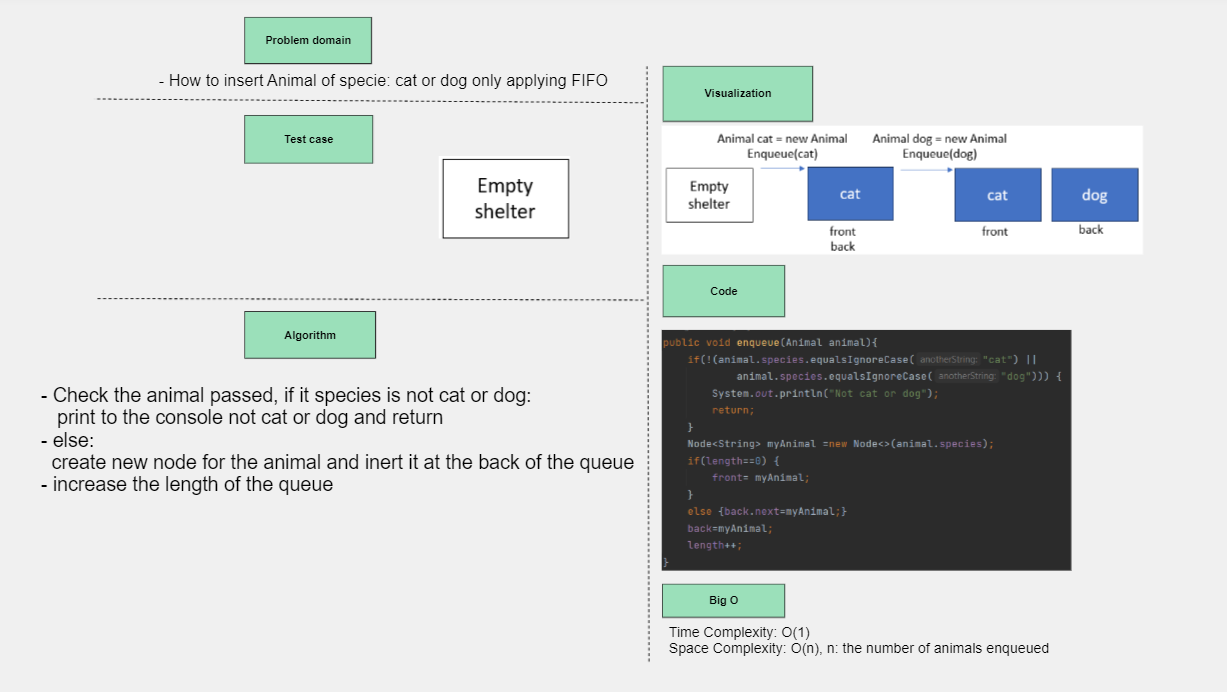 Problem domain
- How to insert Animal of specie: cat or dog only applying FIFO
Test case
Empty
shelter
Algorithm
- Check the animal passed, if it species is not cat or dog:
print to the console not cat or dog and return
- else:
create new node for the animal and inert it at the back of the queue
- increase the length of the queue
Visualization
Animal cat = new Animal
Enqueue(cat)
Animal dog = new Animal
Enqueue(dog)
Empty
shelter
cat
front
back
cat
front
dog
back
Code
public void enqueue(Animal animal){
if(!(animal.species.equalsIgnoreCase( anotherString: "cat") ||
animal.species.equalsIgnoreCase( anotherString: "dog"))) {
System.out.println("Not cat or dog");
return;
}
Node<String> myAnimal =new Node<>(animal.species);
if(length==0) {
front= myAnimal;
}
else {back.next=myAnimal;}
back=myAnimal;
length++;
}
Big O
Time Complexity: O(1)
Space Complexity: O(n), n: the number of animals enqueued